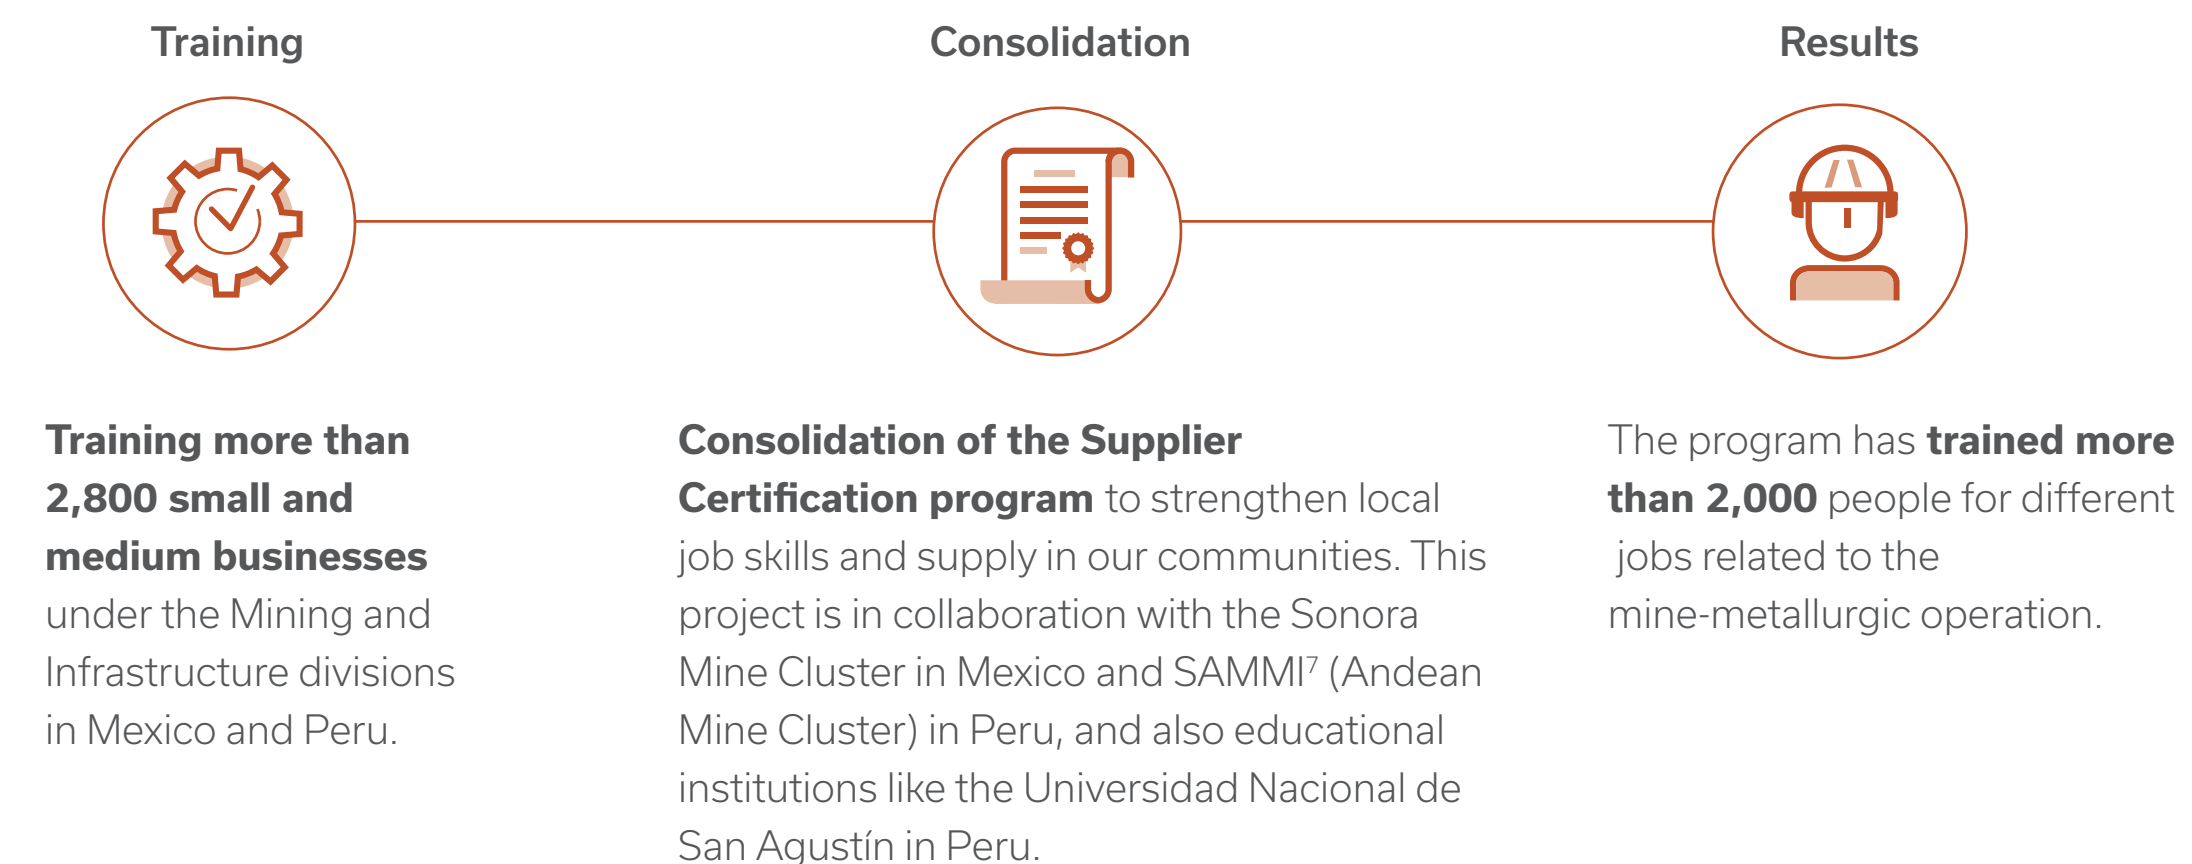 Training
Training more than
2,800 small and
medium businesses
under the Mining and
Infrastructure divisions
in Mexico and Peru.
Consolidation
Consolidation of the Supplier
Certification program to strengthen local
job skills and supply in our communities. This
project is in collaboration with the Sonora
Mine Cluster in Mexico and SAMMI⁷ (Andean
Mine Cluster) in Peru, and also educational
institutions like the Universidad Nacional de
San Agustín in Peru.
Results
The program has trained more
than 2,000 people for different
jobs related to the
mine-metallurgic operation.